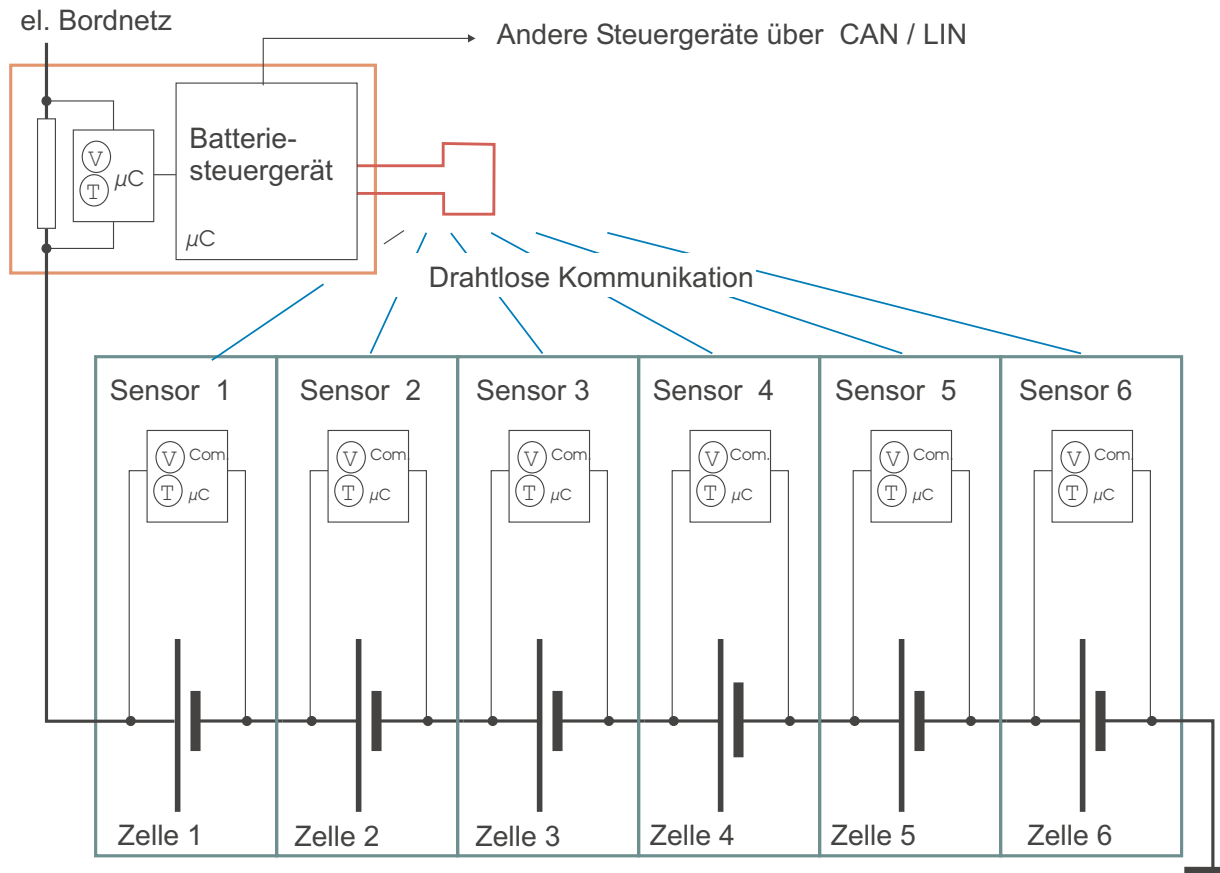 el. Bordnetz
Andere Steuergeräte über CAN / LIN
V
T
µC
Batterie-
steuergerät
µC
Drahtlose Kommunikation
Sensor 1
Sensor 2
Sensor 3
Sensor 4
Sensor 5
Sensor 6
V Com.
T µC
V Com.
T µC
V Com.
T µC
V Com.
T µC
V Com.
T µC
V Com.
T µC
Zelle 1
Zelle 2
Zelle 3
Zelle 4
Zelle 5
Zelle 6